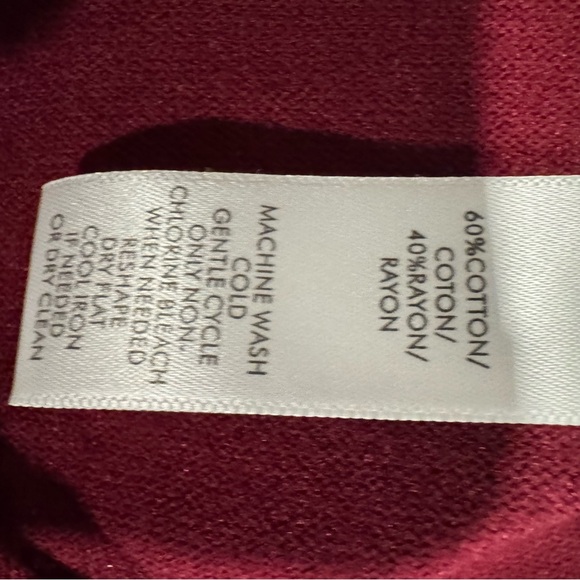 60%COTTON/
COTON/
40%RAYON/
RAYON
MACHINE WASH
COLD
GENTLE CYCLE
ONLY NON-
CHLORINE BLEACH
WHEN NEEDED
RESHAPE
DRY FLAT
COOL IRON
IF NEEDED
OR DRY CLEAN